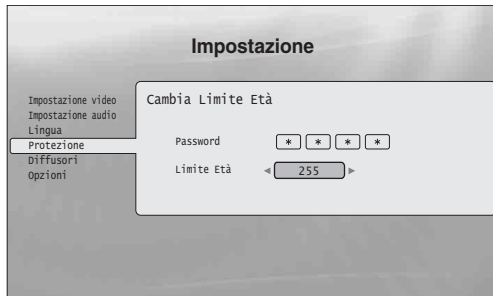 Impostazione
Impostazione video
Impostazione audio
Lingua
Protezione
Diffusori
Opzioni
Cambia Limite Età
Password * * * *
Limite Età 255